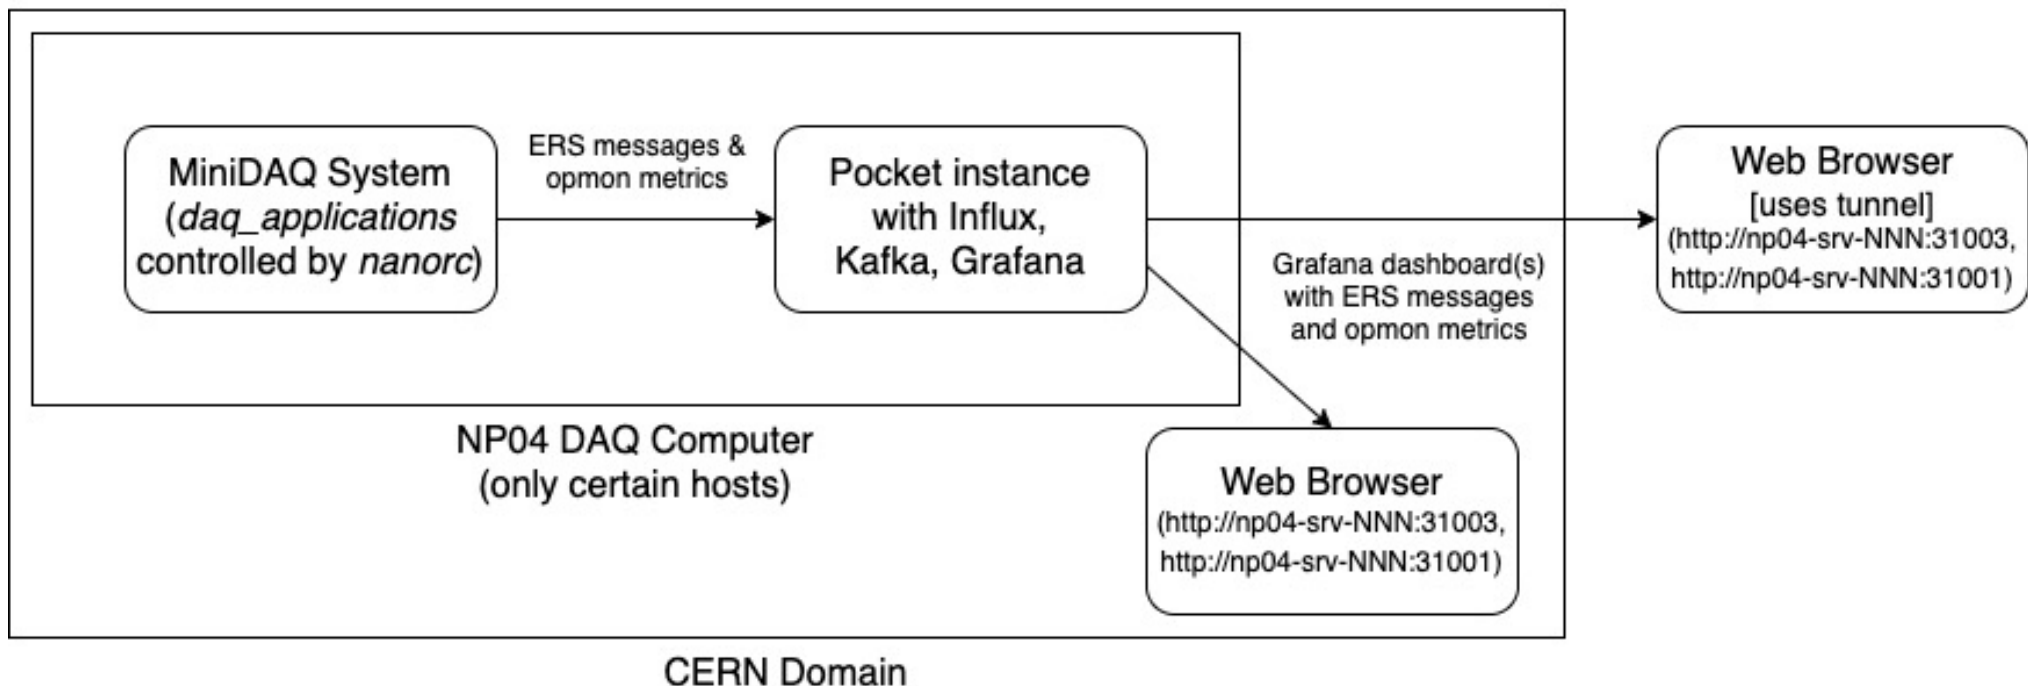 MiniDAQ System
(daq_applications
controlled by nanorc)
ERS messages &
opmon metrics
Pocket instance
with Influx,
Kafka, Grafana
Web Browser
[uses tunnel]
(http://np04-srv-NNN:31003,
http://np04-srv-NNN:31001)
Grafana dashboard(s)
with ERS messages
and opmon metrics
NP04 DAQ Computer
(only certain hosts)
Web Browser
(http://np04-srv-NNN:31003,
http://np04-srv-NNN:31001)
CERN Domain